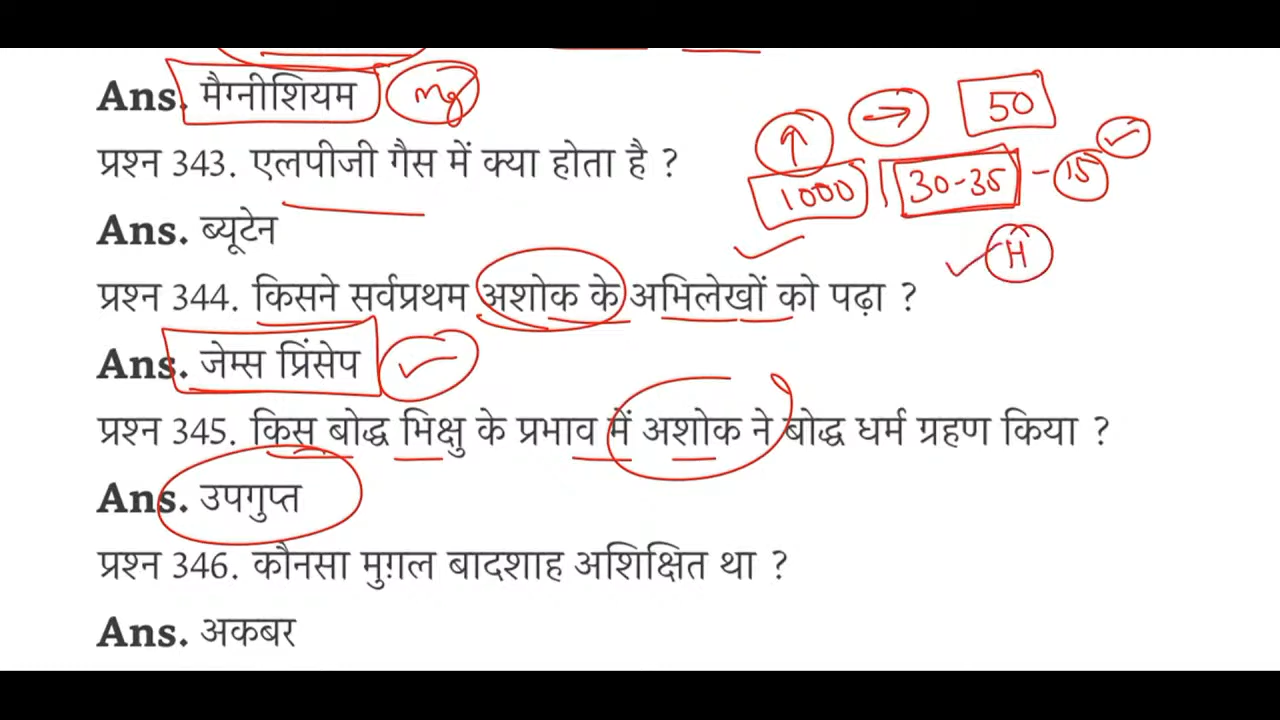 Ans. मैग्नीशियम mg
→ 50
↑
1000 30-35 - 15 ✓
प्रश्न 343. एलपीजी गैस में क्या होता है ?
Ans. ब्यूटेन
✓ ✓ H
प्रश्न 344. किसने सर्वप्रथम अशोक के अभिलेखों को पढ़ा ?
Ans. जेम्स प्रिंसेप ✓
प्रश्न 345. किस बोद्ध भिक्षु के प्रभाव में अशोक ने बोद्ध धर्म ग्रहण किया ?
Ans. उपगुप्त
प्रश्न 346. कौनसा मुग़ल बादशाह अशिक्षित था ?
Ans. अकबर